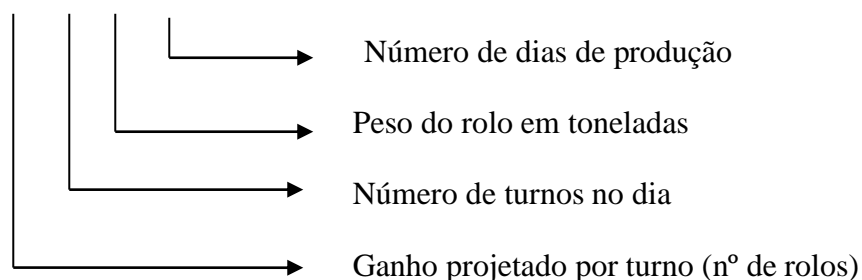 Número de dias de produção
Peso do rolo em toneladas
Número de turnos no dia
Ganho projetado por turno (nº de rolos)